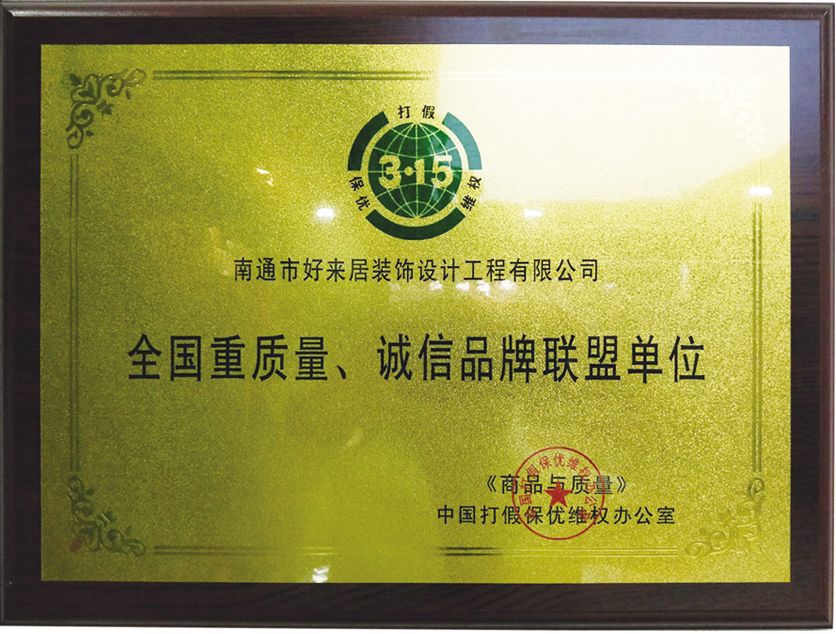 打假
3·15
保优
维权
南通市好来居装饰设计工程有限公司
全国重质量、诚信品牌联盟单位
《商品与质量》
中国打假保优维权办公室